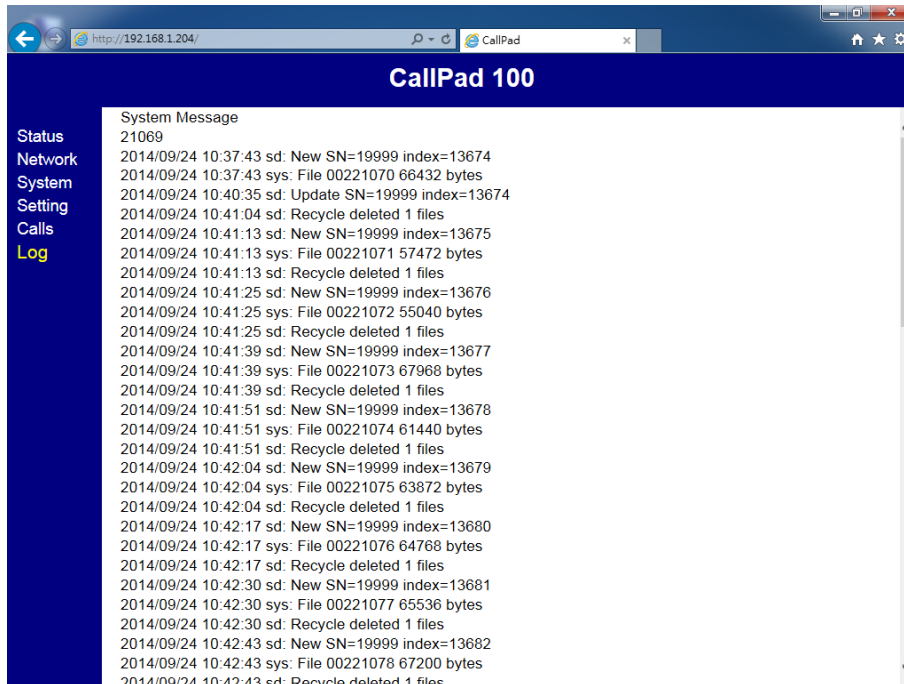 http://192.168.1.204/
CallPad
CallPad 100
Status
Network
System
Setting
Calls
Log
System Message
21069
2014/09/24 10:37:43 sd: New SN=19999 index=13674
2014/09/24 10:37:43 sys: File 00221070 66432 bytes
2014/09/24 10:40:35 sd: Update SN=19999 index=13674
2014/09/24 10:41:04 sd: Recycle deleted 1 files
2014/09/24 10:41:13 sd: New SN=19999 index=13675
2014/09/24 10:41:13 sys: File 00221071 57472 bytes
2014/09/24 10:41:13 sd: Recycle deleted 1 files
2014/09/24 10:41:25 sd: New SN=19999 index=13676
2014/09/24 10:41:25 sys: File 00221072 55040 bytes
2014/09/24 10:41:25 sd: Recycle deleted 1 files
2014/09/24 10:41:39 sd: New SN=19999 index=13677
2014/09/24 10:41:39 sys: File 00221073 67968 bytes
2014/09/24 10:41:39 sd: Recycle deleted 1 files
2014/09/24 10:41:51 sd: New SN=19999 index=13678
2014/09/24 10:41:51 sys: File 00221074 61440 bytes
2014/09/24 10:41:51 sd: Recycle deleted 1 files
2014/09/24 10:42:04 sd: New SN=19999 index=13679
2014/09/24 10:42:04 sys: File 00221075 63872 bytes
2014/09/24 10:42:04 sd: Recycle deleted 1 files
2014/09/24 10:42:17 sd: New SN=19999 index=13680
2014/09/24 10:42:17 sys: File 00221076 64768 bytes
2014/09/24 10:42:17 sd: Recycle deleted 1 files
2014/09/24 10:42:30 sd: New SN=19999 index=13681
2014/09/24 10:42:30 sys: File 00221077 65536 bytes
2014/09/24 10:42:30 sd: Recycle deleted 1 files
2014/09/24 10:42:43 sd: New SN=19999 index=13682
2014/09/24 10:42:43 sys: File 00221078 67200 bytes
2014/09/24 10:42:43 sd: Recycle deleted 1 files